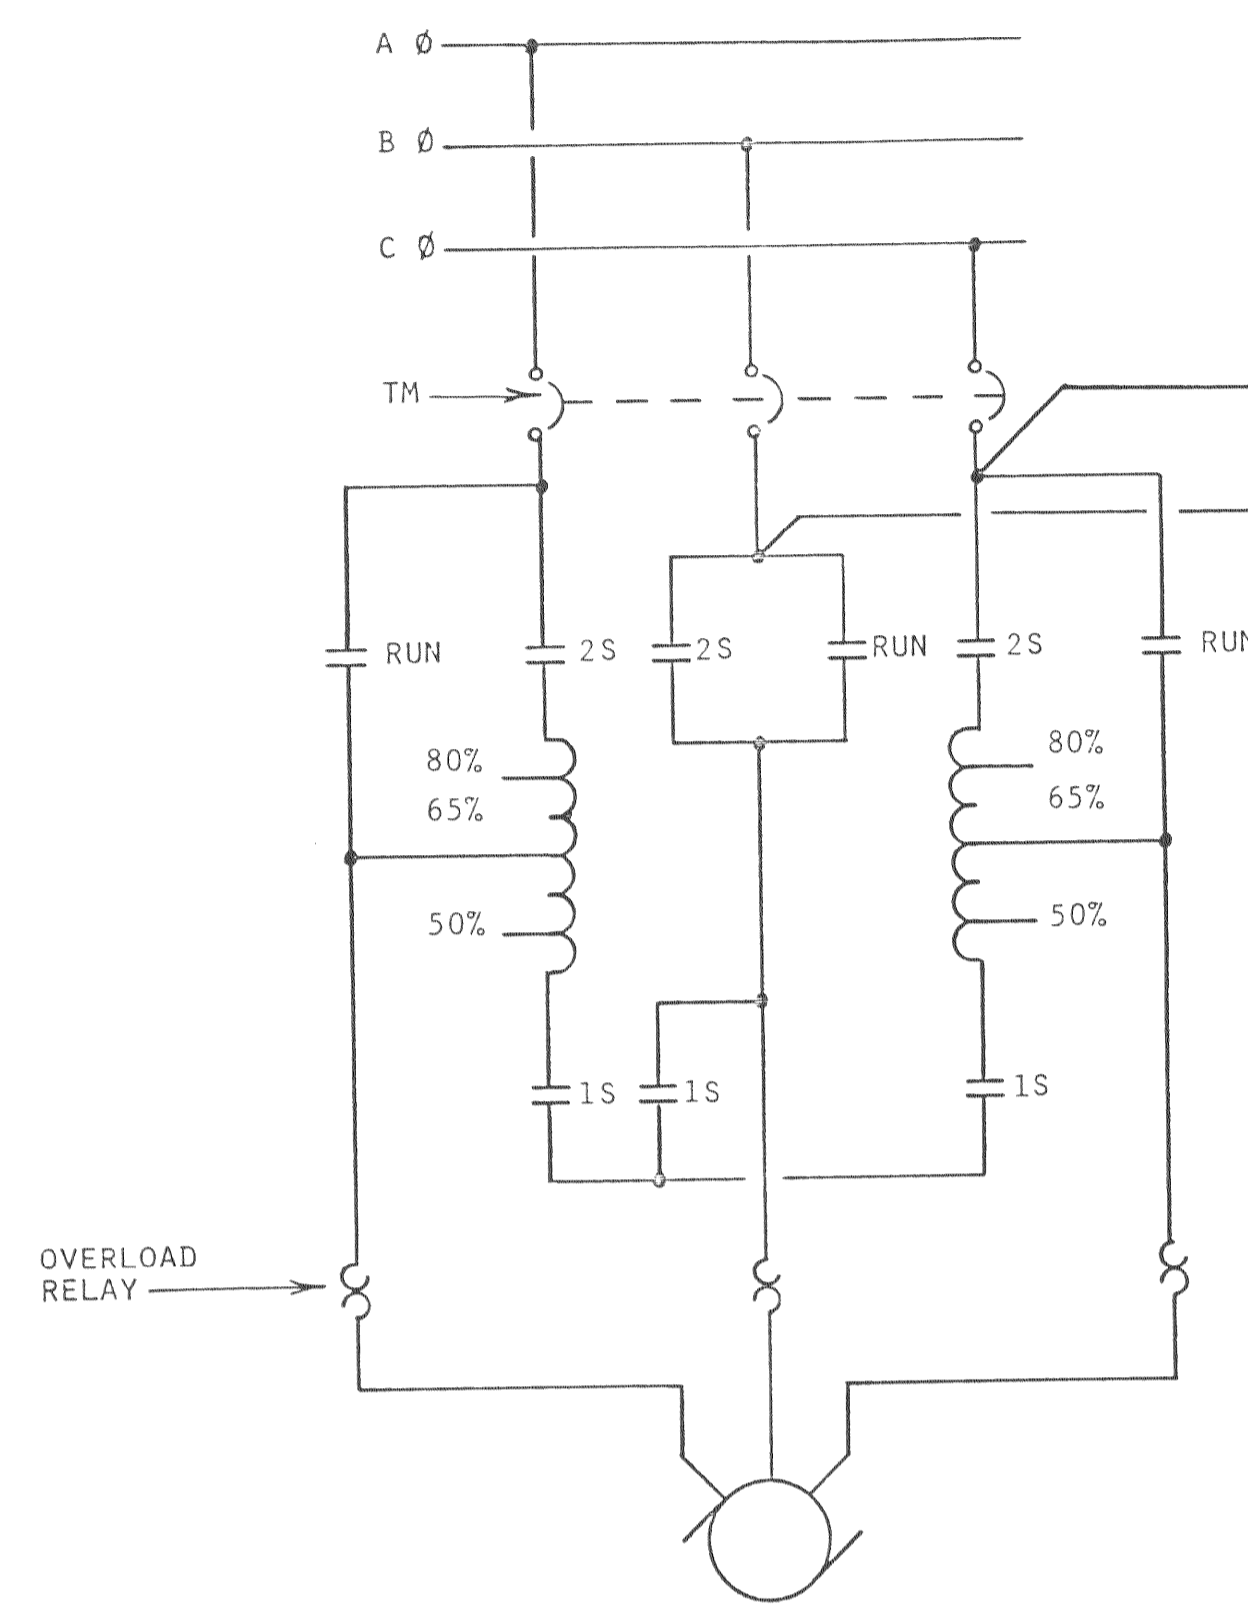 A Ø
B Ø
C Ø
TM
RUN
2S
2S
RUN
2S
RUN
80%
65%
50%
80%
65%
50%
1S
1S
1S
OVERLOAD
RELAY